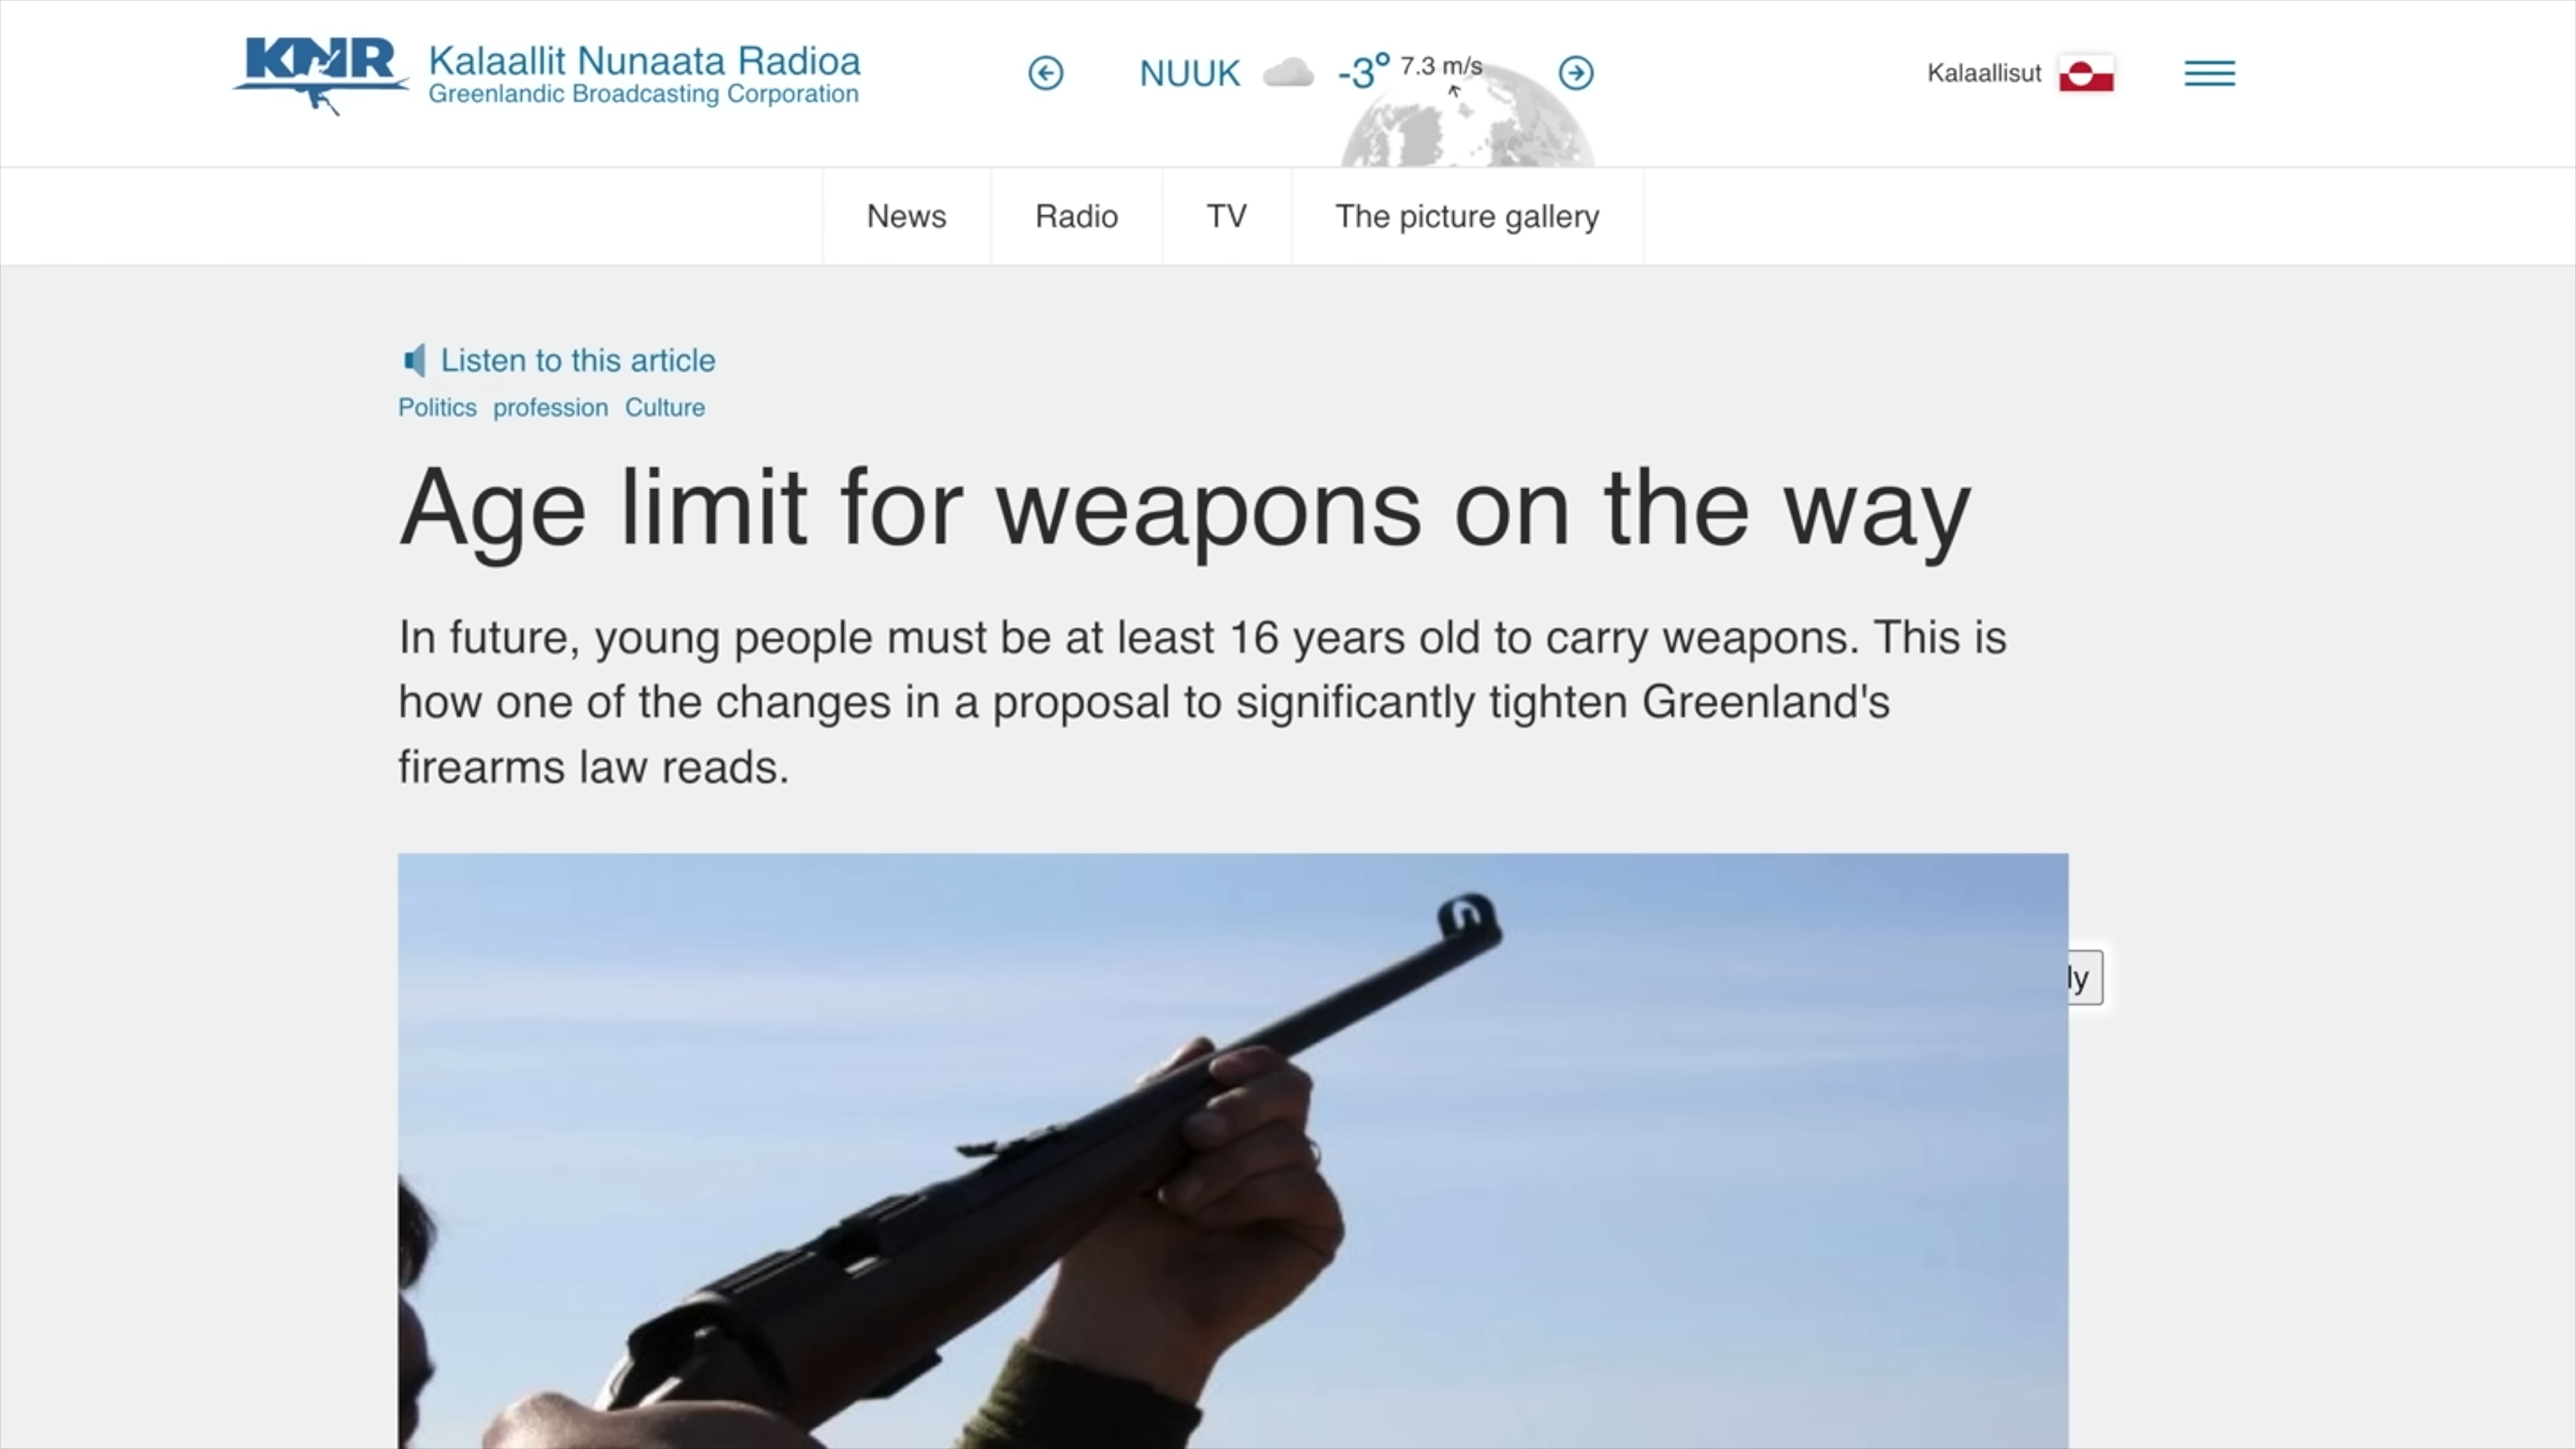 KNR
Kalaallit Nunaata Radioa
Greenlandic Broadcasting Corporation
NUUK -3° 7.3 m/s
Kalaallisut
News Radio TV The picture gallery
Listen to this article
Politics profession Culture
Age limit for weapons on the way
In future, young people must be at least 16 years old to carry weapons. This is
how one of the changes in a proposal to significantly tighten Greenland's
firearms law reads.